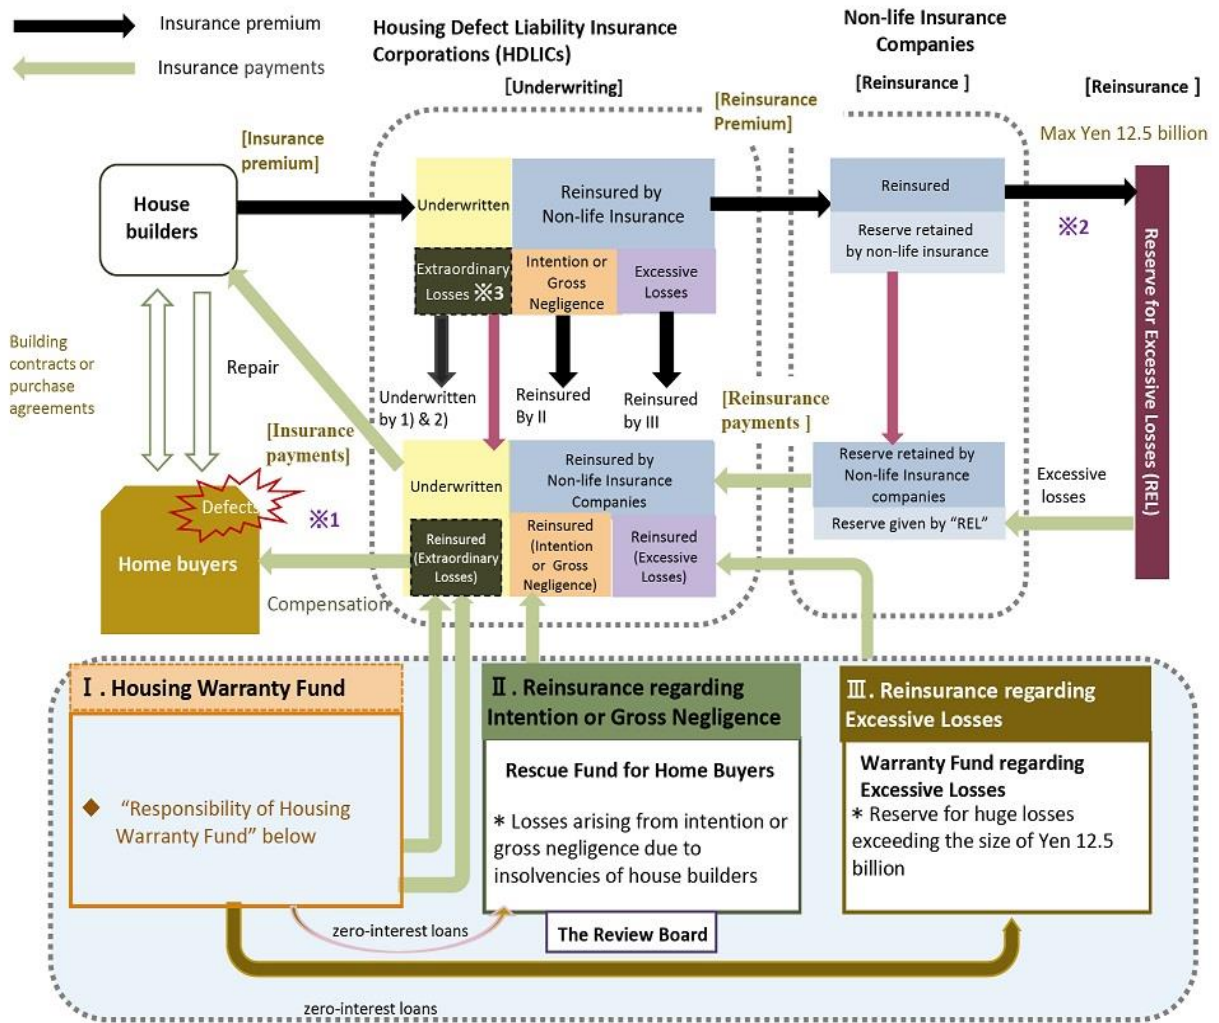 Insurance premium
Insurance payments
Housing Defect Liability Insurance
Corporations (HDLICs)
[Underwriting]
Non-life Insurance
Companies
[Reinsurance ]
[Reinsurance ]
Max Yen 12.5 billion
[Insurance
premium]
[Reinsurance
Premium]
House
builders
Underwritten
Reinsured by
Non-life Insurance
Extraordinary
Losses ※3
Intention or
Gross
Negligence
Excessive
Losses
Reinsured
Reserve retained
by non-life insurance
※2
Reserve for Excessive Losses (REL)
Building
contracts or
purchase
agreements
Repair
Underwritten
by 1) & 2)
Reinsured
By II
Reinsured
by III
[Reinsurance
payments ]
[Insurance
payments]
Defects
※1
Home buyers
Compensation
Underwritten
Reinsured by
Non-life Insurance
Companies
Reinsured
(Extraordinary
Losses)
Reinsured
(Intention
or Gross
Negligence)
Reinsured
(Excessive
Losses)
Reserve retained by
Non-life Insurance
companies
Reserve given by “REL”
Excessive
losses
Ⅰ. Housing Warranty Fund
◆ “Responsibility of Housing
Warranty Fund” below
Ⅱ. Reinsurance regarding
Intention or Gross Negligence
Rescue Fund for Home Buyers
* Losses arising from intention or
gross negligence due to
insolvencies of house builders
The Review Board
Ⅲ. Reinsurance regarding
Excessive Losses
Warranty Fund regarding
Excessive Losses
* Reserve for huge losses
exceeding the size of Yen 12.5
billion
zero-interest loans
zero-interest loans